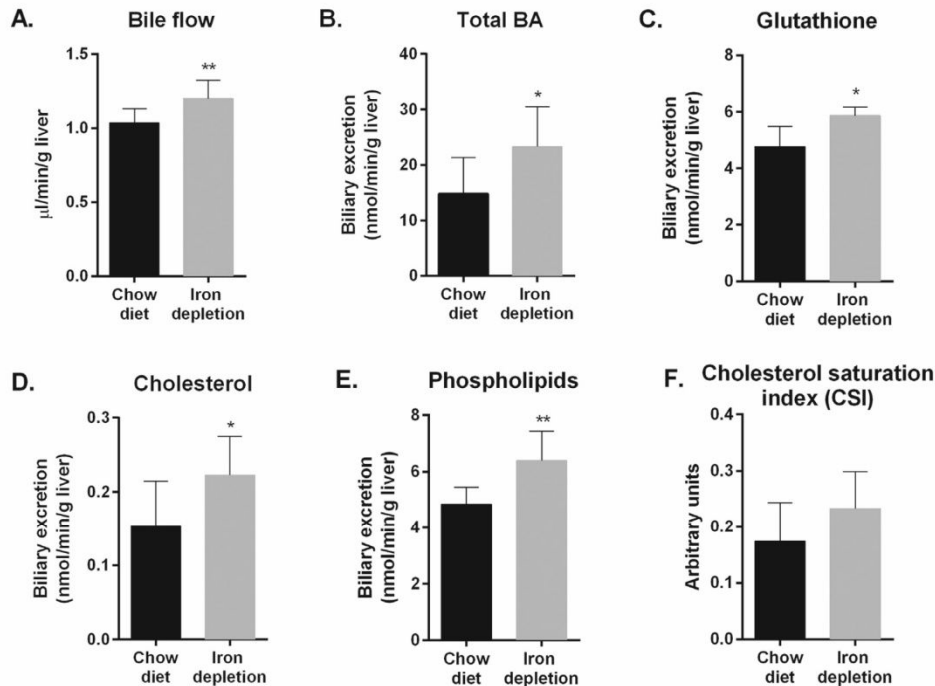 A.
Bile flow
µl/min/g liver
1.5
1.0
0.5
0.0
**
Chow
diet
Iron
depletion
B.
Total BA
Biliary excretion
(nmol/min/g liver)
40
30
20
10
0
*
Chow
diet
Iron
depletion
C.
Glutathione
Biliary excretion
(nmol/min/g liver)
8
6
4
2
0
*
Chow
diet
Iron
depletion
D.
Cholesterol
Biliary excretion
(nmol/min/g liver)
0.3
0.2
0.1
0.0
*
Chow
diet
Iron
depletion
E.
Phospholipids
Biliary excretion
(nmol/min/g liver)
8
6
4
2
0
**
Chow
diet
Iron
depletion
F.
Cholesterol saturation
index (CSI)
Arbitrary units
0.4
0.3
0.2
0.1
0.0
Chow
diet
Iron
depletion